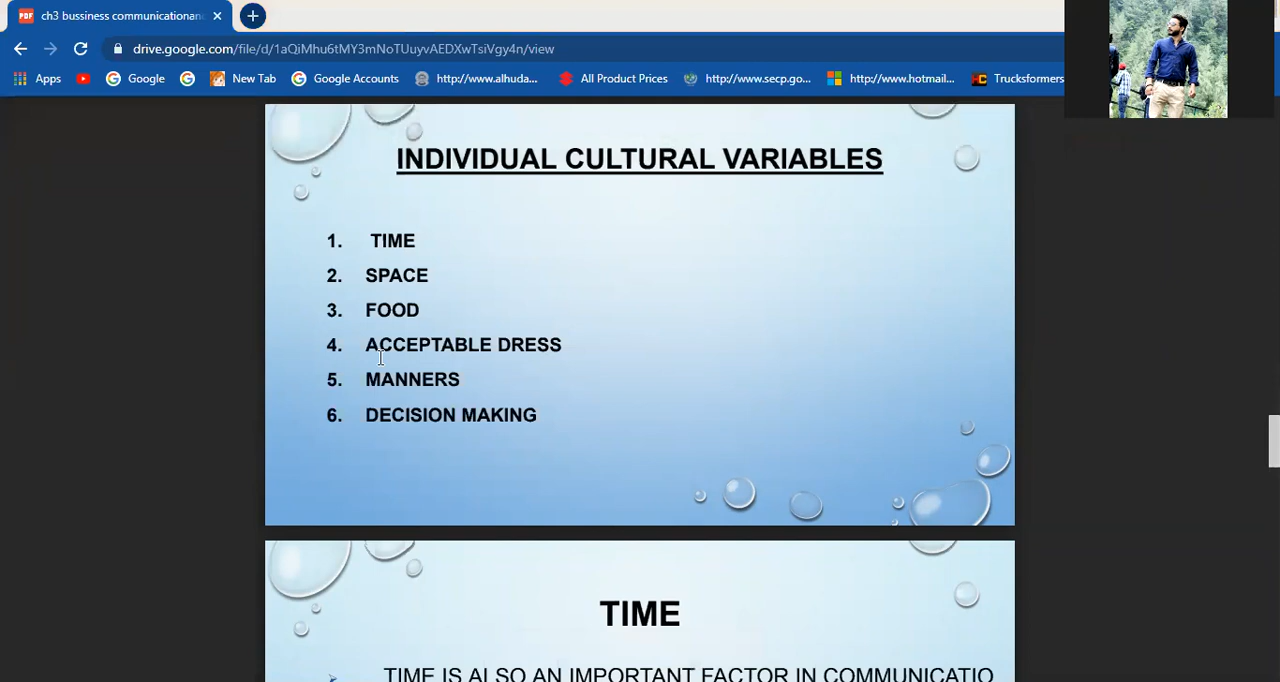 ch3 bussiness communicationan
drive.google.com/file/d/1aQiMhu6tMY3mNoTUuyvAEDXwTsiVgy4n/view
Apps Google New Tab Google Accounts http://www.alhuda... All Product Prices http://www.secp.go... http://www.hotmail... Trucksformers
INDIVIDUAL CULTURAL VARIABLES
1. TIME
2. SPACE
3. FOOD
4. ACCEPTABLE DRESS
5. MANNERS
6. DECISION MAKING
TIME
TIME IS ALSO AN IMPORTANT FACTOR IN COMMUNICATIO